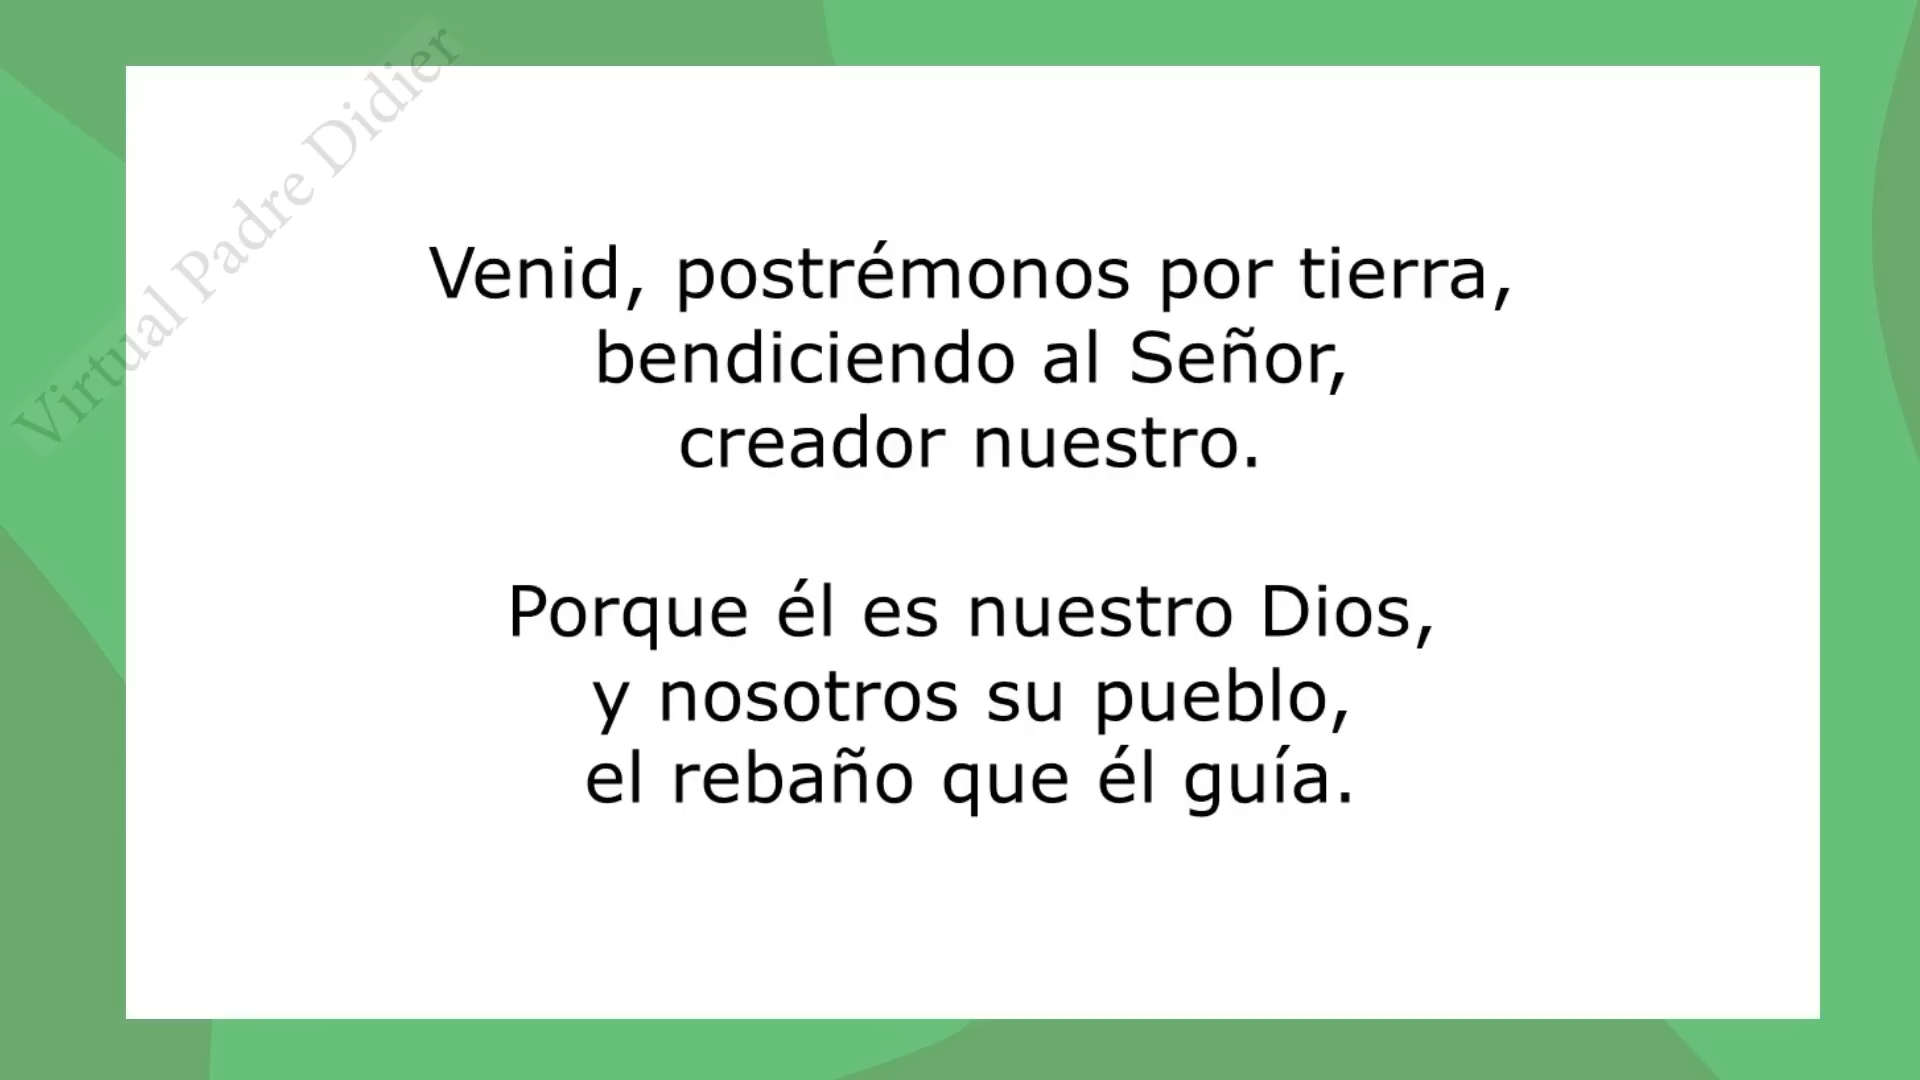 Virtual Padre Didier
Venid, postrémonos por tierra,
bendiciendo al Señor,
creador nuestro.
Porque él es nuestro Dios,
y nosotros su pueblo,
el rebaño que él guía.